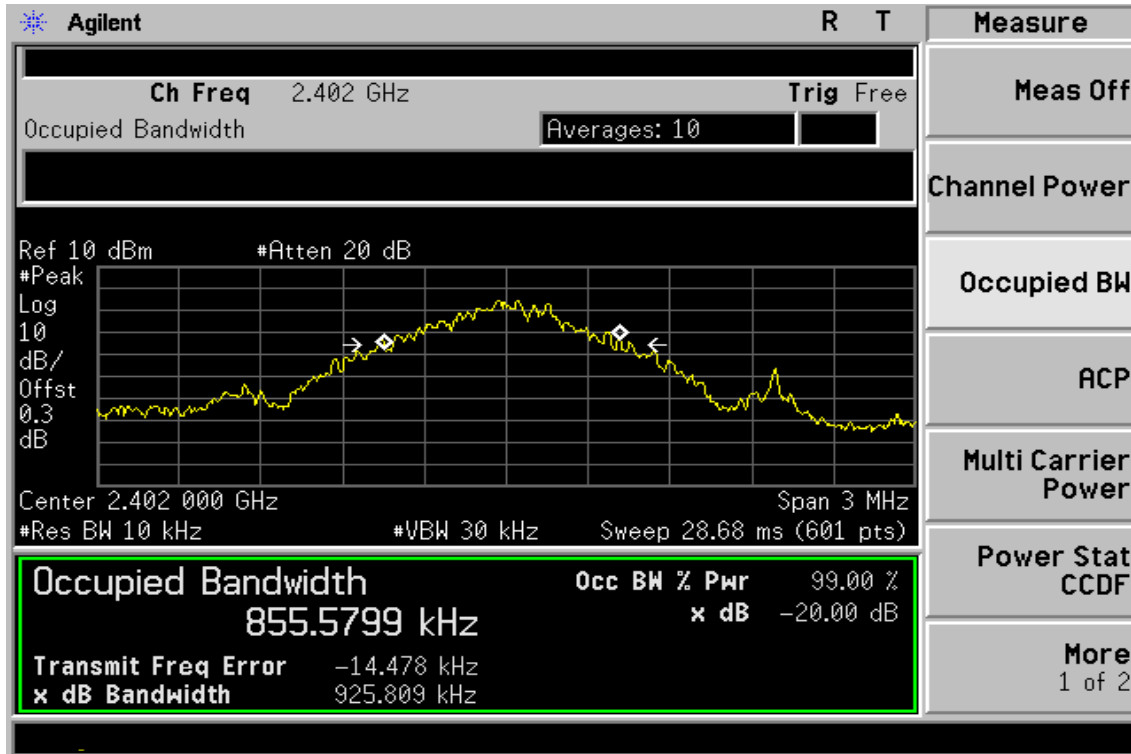 Agilent R T
Measure
Ch Freq 2.402 GHz Trig Free
Meas Off
Occupied Bandwidth Averages: 10
Channel Power
Ref 10 dBm #Atten 20 dB
#Peak
Log
10
dB/
Offst
0.3
dB
Occupied BW
ACP
Center 2.402 000 GHz Span 3 MHz
#Res BW 10 kHz #VBW 30 kHz Sweep 28.68 ms (601 pts)
Multi Carrier
Power
Occupied Bandwidth Occ BW % Pwr 99.00 %
855.5799 kHz x dB -20.00 dB
Transmit Freq Error -14.478 kHz
x dB Bandwidth 925.809 kHz
Power Stat
CCDF
More
1 of 2